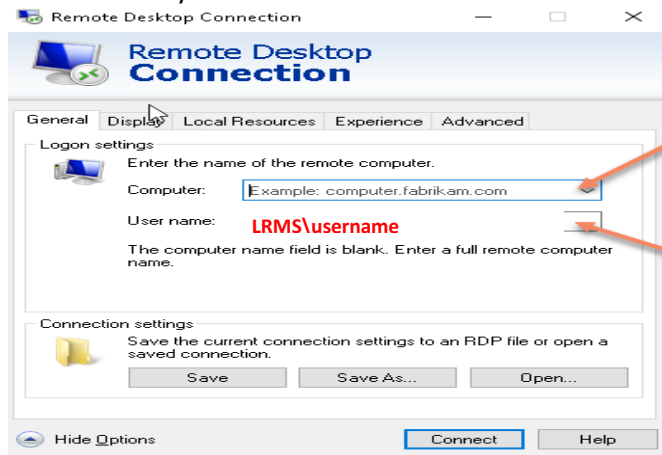 Remote Desktop Connection
Remote Desktop
Connection
General Display Local Resources Experience Advanced
Logon settings
Enter the name of the remote computer.
Computer: Example: computer.fabrikam.com
User name: LRMS\username
The computer name field is blank. Enter a full remote computer
name.
Connection settings
Save the current connection settings to an RDP file or open a
saved connection.
Save Save As... Open...
Hide Options Connect Help